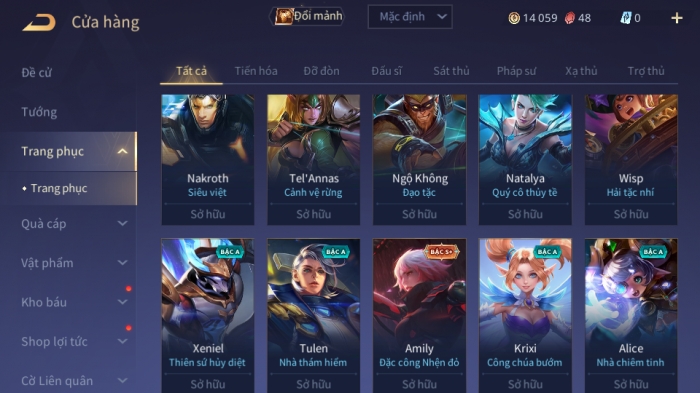 Cửa hàng
Đổi mảnh
Mặc định
14 059
48
0
Đề cử
Tướng
Trang phục
Trang phục
Quà cáp
Vật phẩm
Kho báu
Shop lợi tức
Cờ Liên quân
Tất cả
Tiến hóa
Đỡ đòn
Đấu sĩ
Sát thủ
Pháp sư
Xạ thủ
Trợ thủ
Nakroth
Siêu việt
Sở hữu
Tel'Annas
Cảnh vệ rừng
Sở hữu
Ngộ Không
Đạo tặc
Sở hữu
Natalya
Quý cô thủy tề
Sở hữu
Wisp
Hải tặc nhí
Sở hữu
BẬC A
Xeniel
Thiên sứ hủy diệt
Sở hữu
BẬC A
Tulen
Nhà thám hiểm
Sở hữu
BẬC S+
Amily
Đặc công Nhện đỏ
Sở hữu
BẬC A
Krixi
Công chúa bướm
Sở hữu
BẬC A
Alice
Nhà chiêm tinh
Sở hữu